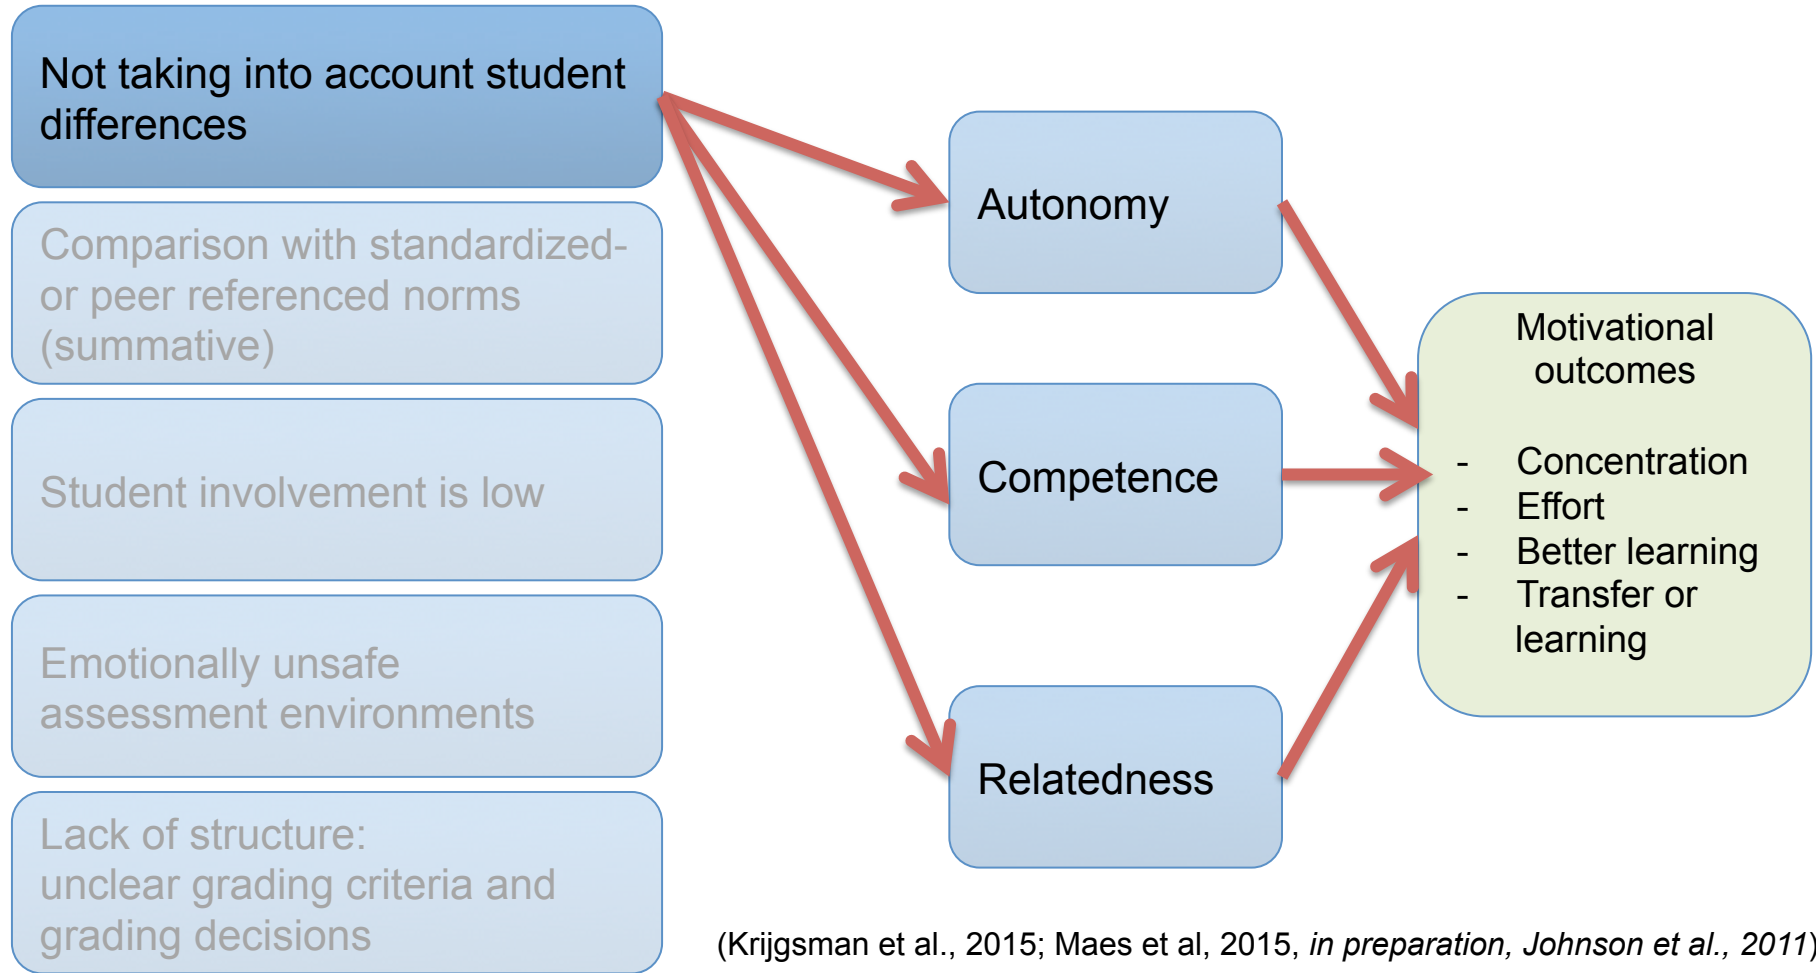 Not taking into account student
differences
Comparison with standardized-
or peer referenced norms
(summative)
Student involvement is low
Emotionally unsafe
assessment environments
Lack of structure:
unclear grading criteria and
grading decisions
Autonomy
Competence
Relatedness
Motivational
outcomes
- Concentration
- Effort
- Better learning
- Transfer or
learning
(Krijgsman et al., 2015; Maes et al, 2015, in preparation, Johnson et al., 2011)